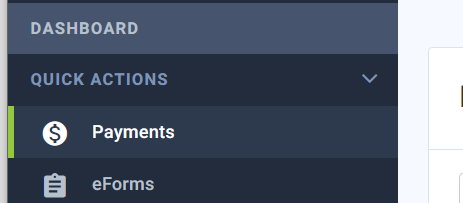 DASHBOARD
QUICK ACTIONS
Payments
eForms